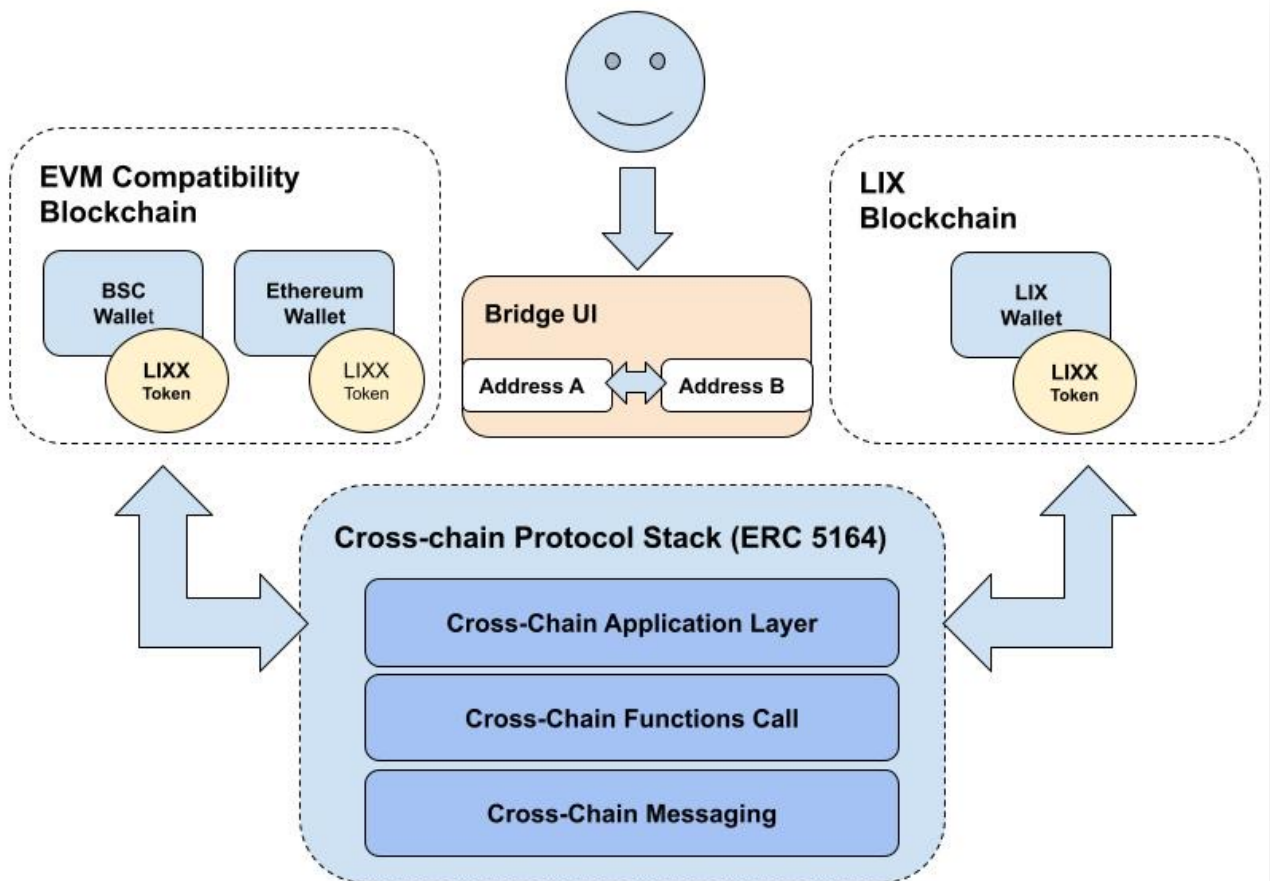 EVM Compatibility
Blockchain
BSC
Wallet
LIXX
Token
Ethereum
Wallet
LIXX
Token
Bridge UI
Address A
Address B
LIX
Blockchain
LIX
Wallet
LIXX
Token
Cross-chain Protocol Stack (ERC 5164)
Cross-Chain Application Layer
Cross-Chain Functions Call
Cross-Chain Messaging